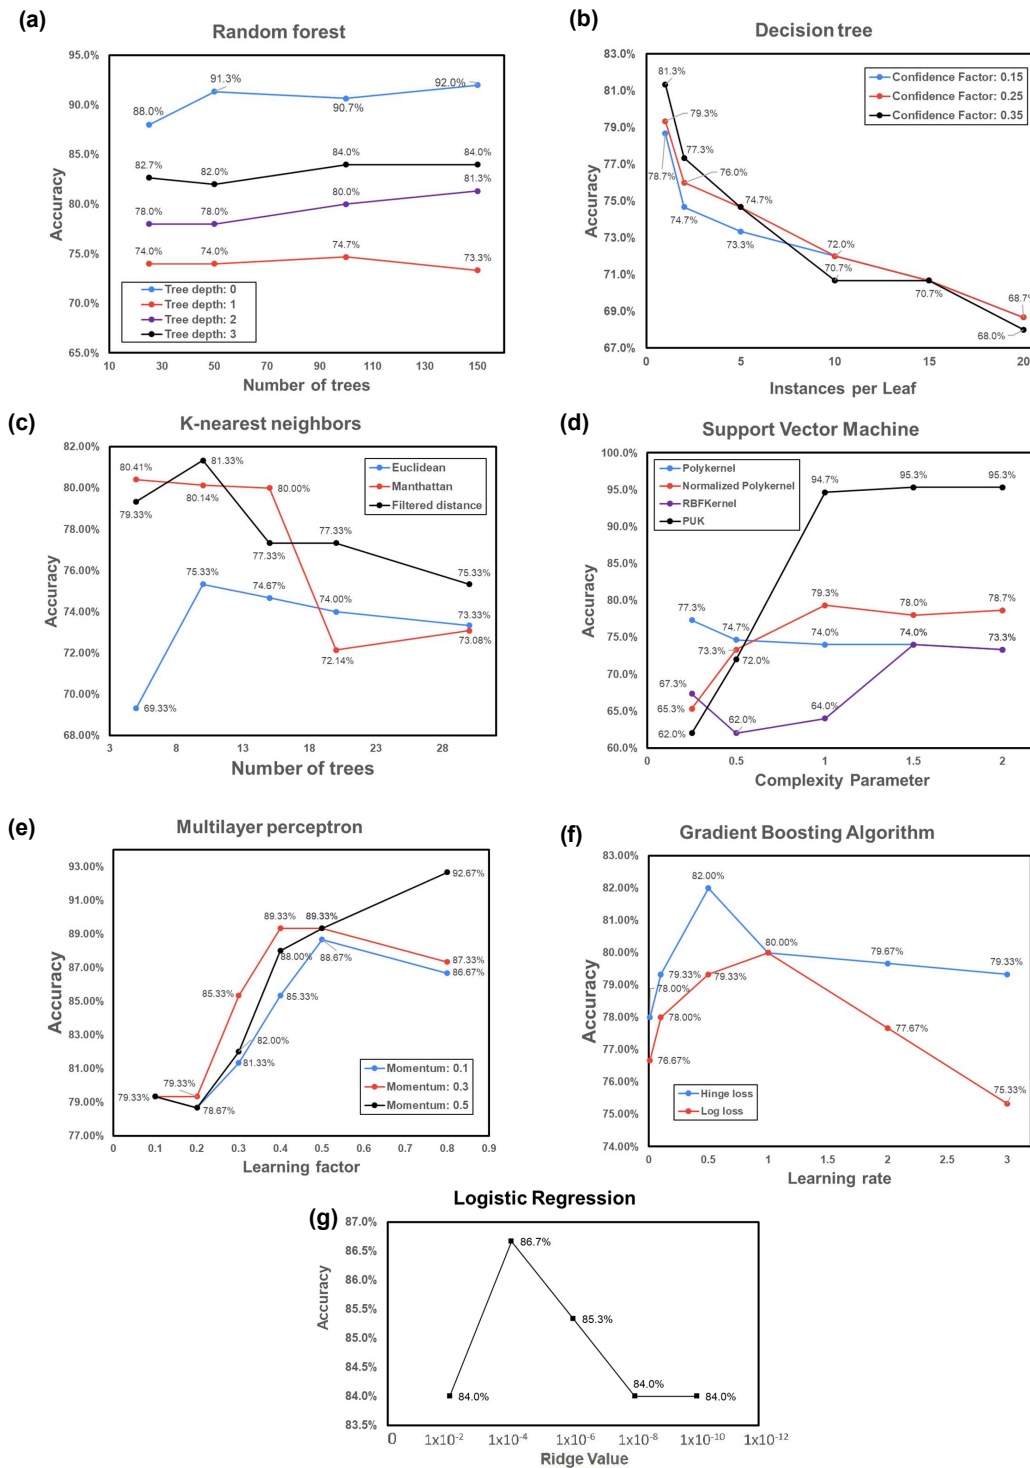 (a)
Random forest
95.0%
90.0%
85.0%
80.0%
75.0%
70.0%
65.0%
Accuracy
88.0%
91.3%
90.7%
92.0%
82.7%
82.0%
84.0%
84.0%
78.0%
78.0%
80.0%
81.3%
74.0%
74.0%
74.7%
73.3%
Tree depth: 0
Tree depth: 1
Tree depth: 2
Tree depth: 3
10 30 50 70 90 110 130 150
Number of trees
(b)
Decision tree
83.0%
81.0%
79.0%
77.0%
75.0%
73.0%
71.0%
69.0%
67.0%
Accuracy
Confidence Factor: 0.15
Confidence Factor: 0.25
Confidence Factor: 0.35
81.3%
79.3%
78.7%
77.3%
76.0%
74.7%
74.7%
73.3%
72.0%
70.7%
70.7%
68.7%
68.0%
0 5 10 15 20
Instances per Leaf
(c)
K-nearest neighbors
82.00%
80.00%
78.00%
76.00%
74.00%
72.00%
70.00%
68.00%
Accuracy
Euclidean
Manthattan
Filtered distance
80.41%
79.33%
81.33%
80.14%
80.00%
77.33%
77.33%
75.33%
75.33%
74.67%
74.00%
73.33%
73.08%
72.14%
69.33%
3 8 13 18 23 28
Number of trees
(d)
Support Vector Machine
100.0%
95.0%
90.0%
85.0%
80.0%
75.0%
70.0%
65.0%
60.0%
Accuracy
Polykernel
Normalized Polykernel
RBFKernel
PUK
94.7%
95.3%
95.3%
77.3%
74.7%
79.3%
78.0%
78.7%
73.3%
72.0%
74.0%
74.0%
73.3%
67.3%
65.3%
62.0%
62.0%
64.0%
0 0.5 1 1.5 2
Complexity Parameter
(e)
Multilayer perceptron
93.00%
91.00%
89.00%
87.00%
85.00%
83.00%
81.00%
79.00%
77.00%
Accuracy
92.67%
89.33%
89.33%
88.00%
88.67%
87.33%
86.67%
85.33%
85.33%
82.00%
81.33%
79.33%
79.33%
78.67%
Momentum: 0.1
Momentum: 0.3
Momentum: 0.5
0 0.1 0.2 0.3 0.4 0.5 0.6 0.7 0.8 0.9
Learning factor
(f)
Gradient Boosting Algorithm
83.00%
82.00%
81.00%
80.00%
79.00%
78.00%
77.00%
76.00%
75.00%
74.00%
Accuracy
82.00%
80.00%
79.67%
79.33%
79.33%
79.33%
78.00%
78.00%
77.67%
76.67%
75.33%
Hinge loss
Log loss
0 0.5 1 1.5 2 2.5 3
Learning rate
(g)
Logistic Regression
87.0%
86.5%
86.0%
85.5%
85.0%
84.5%
84.0%
83.5%
Accuracy
86.7%
85.3%
84.0%
84.0%
84.0%
0 1x10⁻² 1x10⁻⁴ 1x10⁻⁶ 1x10⁻⁸ 1x10⁻¹⁰ 1x10⁻¹²
Ridge Value